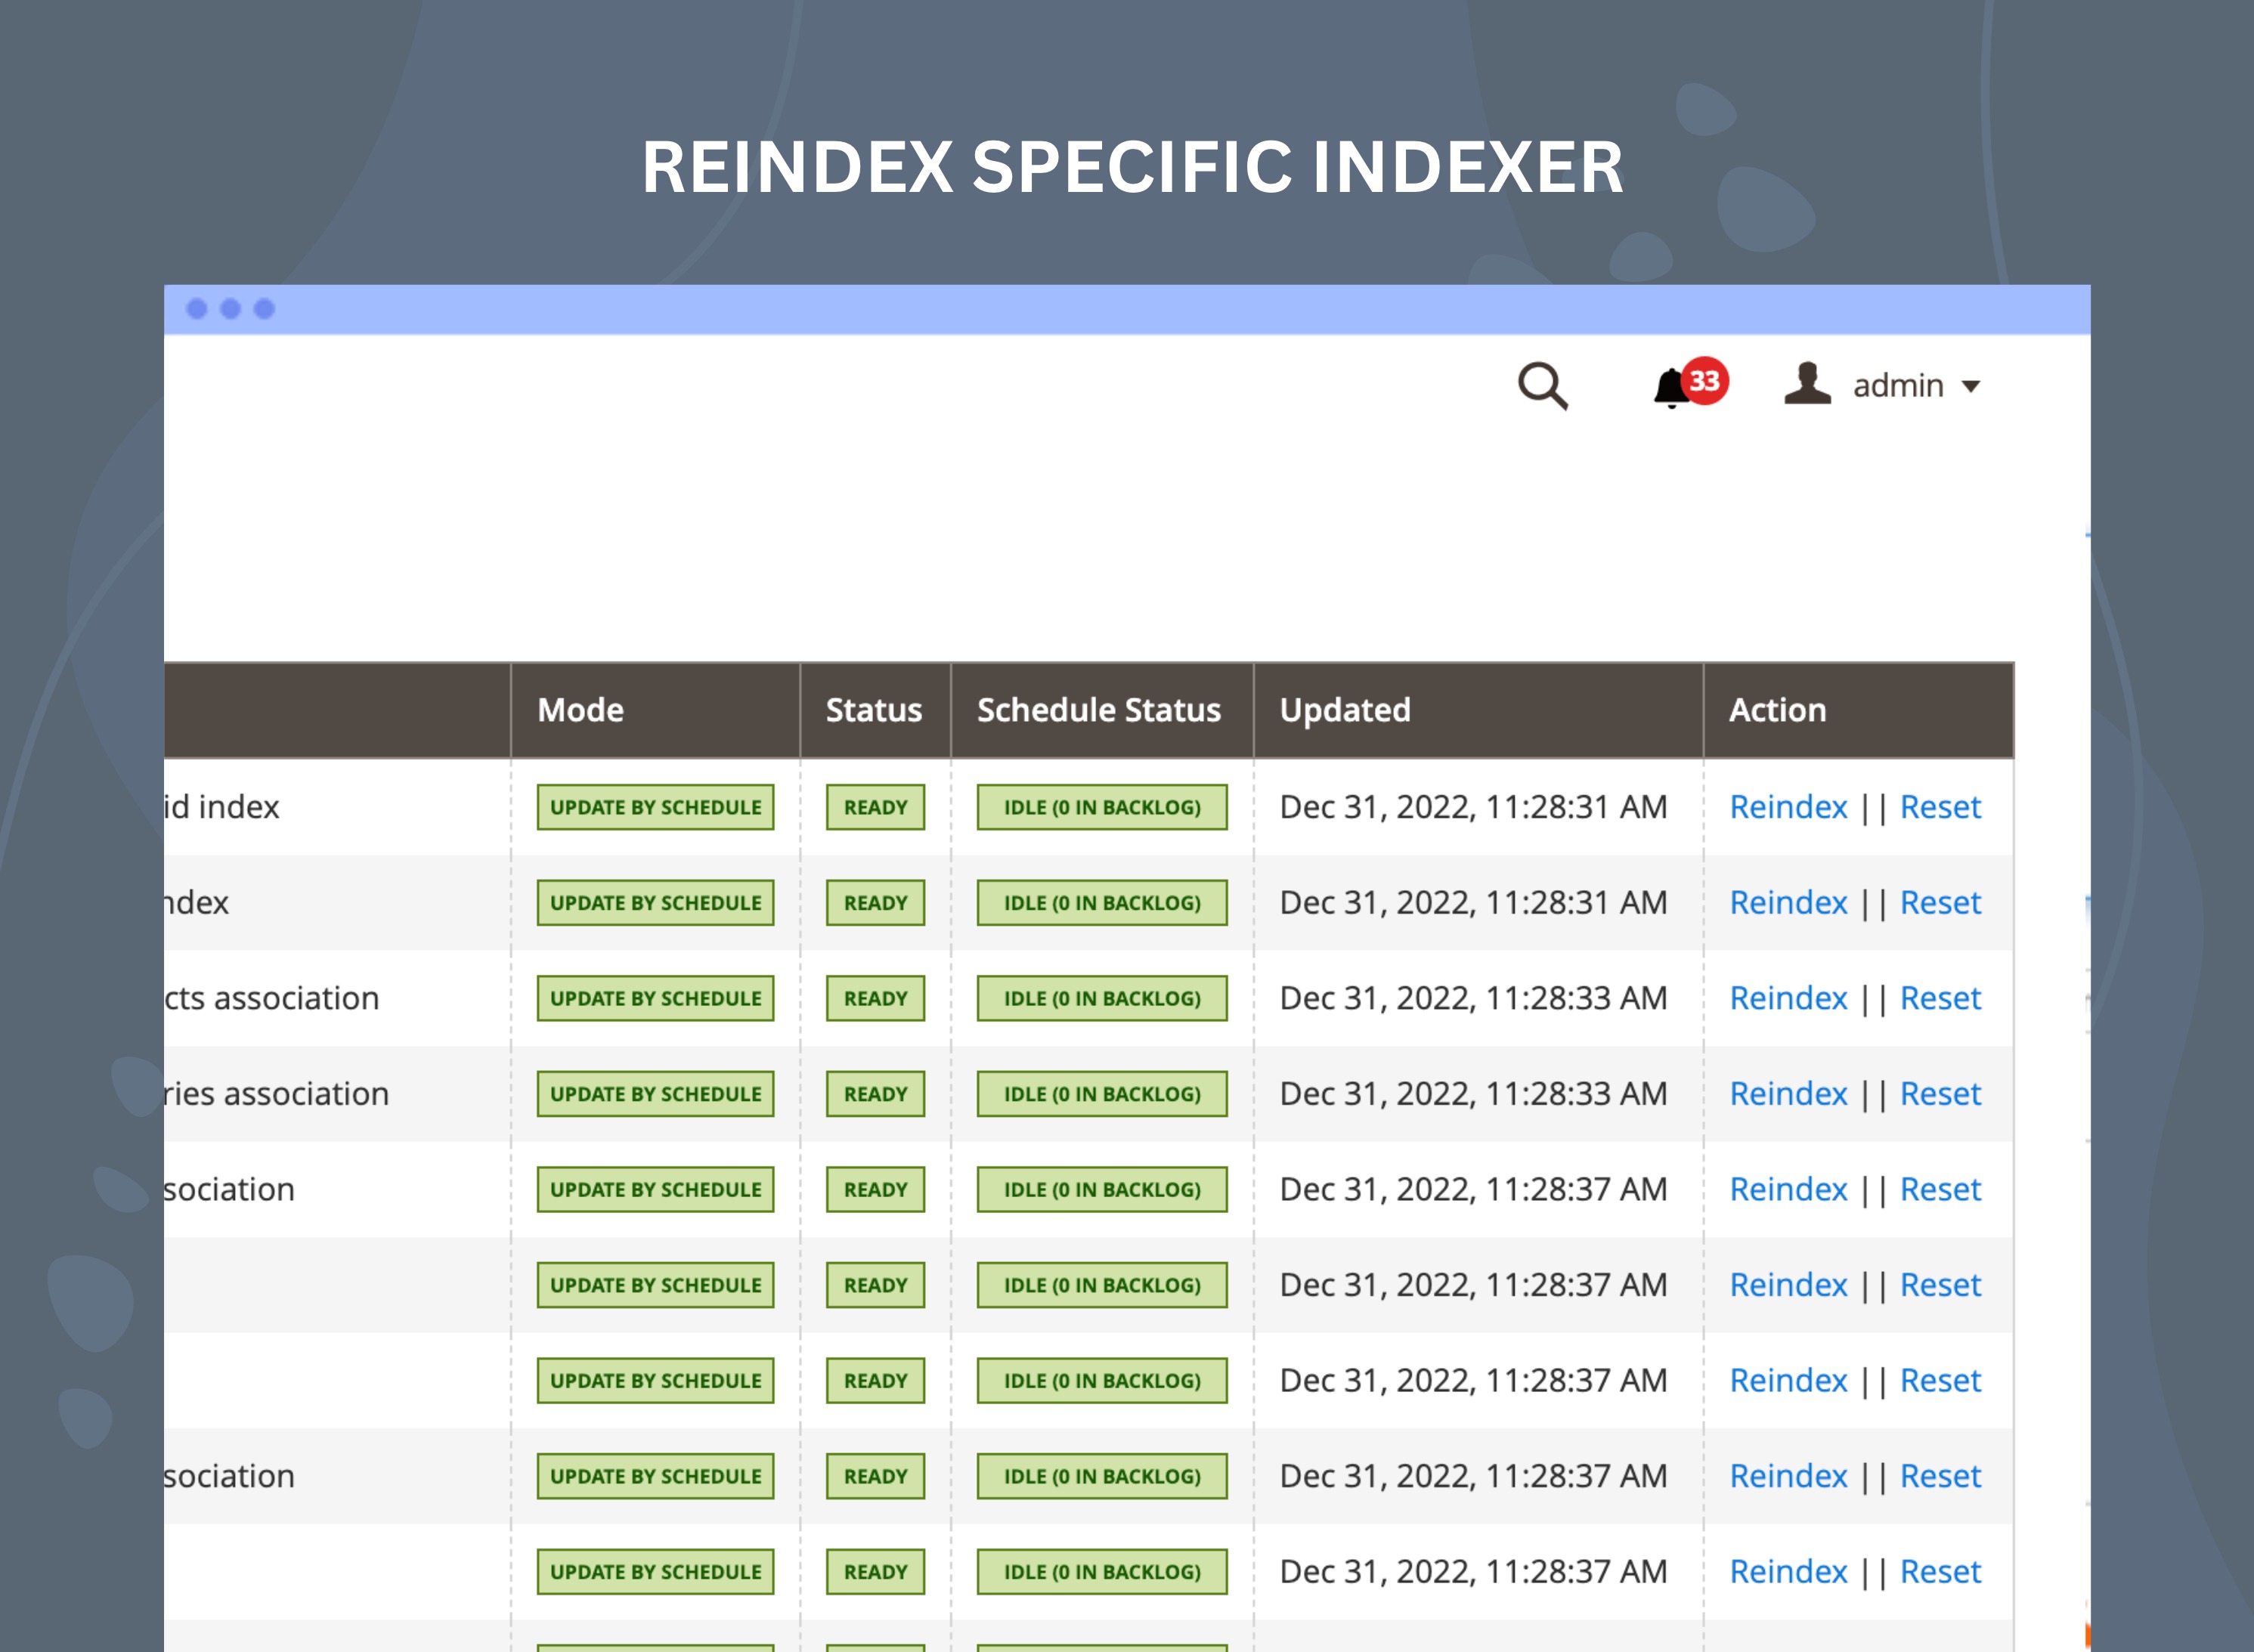 REINDEX SPECIFIC INDEXER
33 admin
Mode Status Schedule Status Updated Action
id index UPDATE BY SCHEDULE READY IDLE (0 IN BACKLOG) Dec 31, 2022, 11:28:31 AM Reindex || Reset
ndex UPDATE BY SCHEDULE READY IDLE (0 IN BACKLOG) Dec 31, 2022, 11:28:31 AM Reindex || Reset
cts association UPDATE BY SCHEDULE READY IDLE (0 IN BACKLOG) Dec 31, 2022, 11:28:33 AM Reindex || Reset
ries association UPDATE BY SCHEDULE READY IDLE (0 IN BACKLOG) Dec 31, 2022, 11:28:33 AM Reindex || Reset
sociation UPDATE BY SCHEDULE READY IDLE (0 IN BACKLOG) Dec 31, 2022, 11:28:37 AM Reindex || Reset
UPDATE BY SCHEDULE READY IDLE (0 IN BACKLOG) Dec 31, 2022, 11:28:37 AM Reindex || Reset
UPDATE BY SCHEDULE READY IDLE (0 IN BACKLOG) Dec 31, 2022, 11:28:37 AM Reindex || Reset
sociation UPDATE BY SCHEDULE READY IDLE (0 IN BACKLOG) Dec 31, 2022, 11:28:37 AM Reindex || Reset
UPDATE BY SCHEDULE READY IDLE (0 IN BACKLOG) Dec 31, 2022, 11:28:37 AM Reindex || Reset